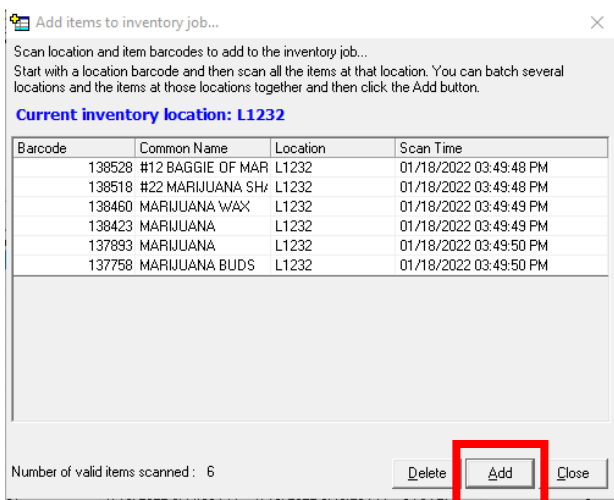 Add items to inventory job...
Scan location and item barcodes to add to the inventory job...
Start with a location barcode and then scan all the items at that location. You can batch several
locations and the items at those locations together and then click the Add button.
Current inventory location: L1232
Barcode Common Name Location Scan Time
138528 #12 BAGGIE OF MAR L1232 01/18/2022 03:49:48 PM
138518 #22 MARIJUANA SHA L1232 01/18/2022 03:49:48 PM
138460 MARIJUANA WAX L1232 01/18/2022 03:49:49 PM
138423 MARIJUANA L1232 01/18/2022 03:49:49 PM
137893 MARIJUANA L1232 01/18/2022 03:49:50 PM
137758 MARIJUANA BUDS L1232 01/18/2022 03:49:50 PM
Number of valid items scanned : 6 Delete Add Close